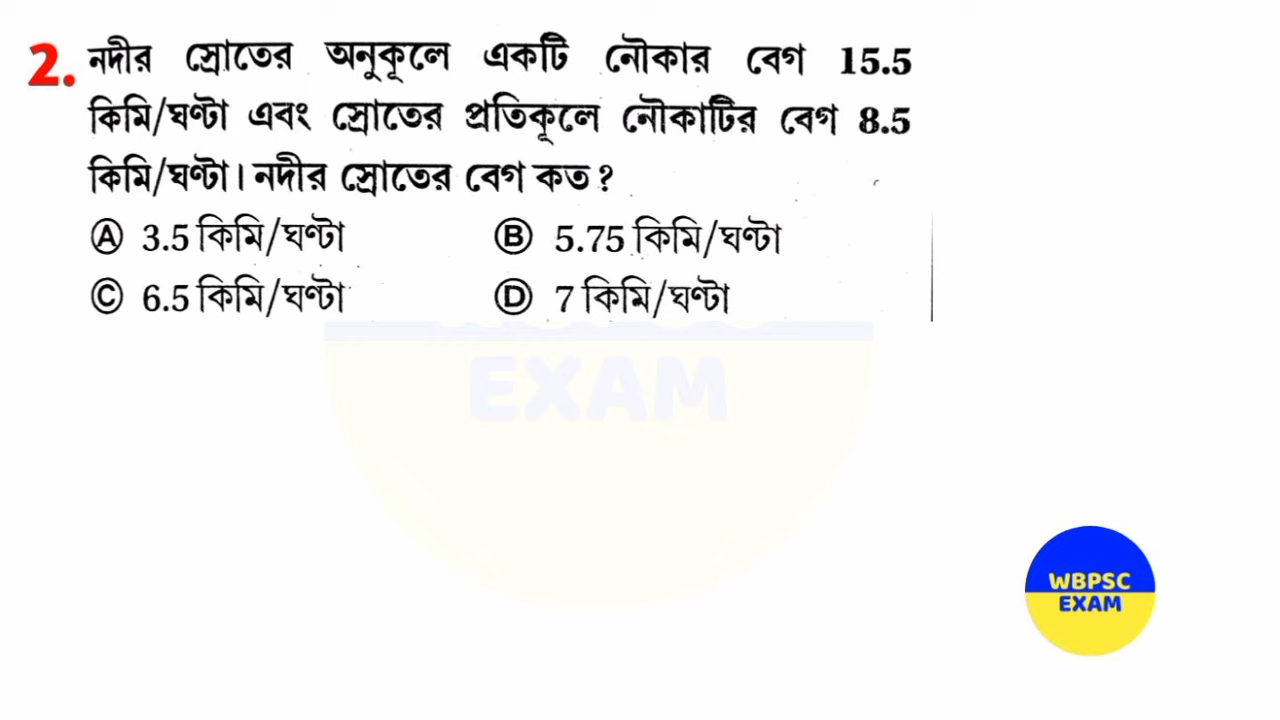 2. নদীর স্রোতের অনুকূলে একটি নৌকার বেগ 15.5
কিমি/ঘণ্টা এবং স্রোতের প্রতিকূলে নৌকাটির বেগ 8.5
কিমি/ঘণ্টা। নদীর স্রোতের বেগ কত ?
Ⓐ 3.5 কিমি/ঘণ্টা Ⓑ 5.75 কিমি/ঘণ্টা
Ⓒ 6.5 কিমি/ঘণ্টা Ⓓ 7 কিমি/ঘণ্টা
EXAM
WBPSC
EXAM